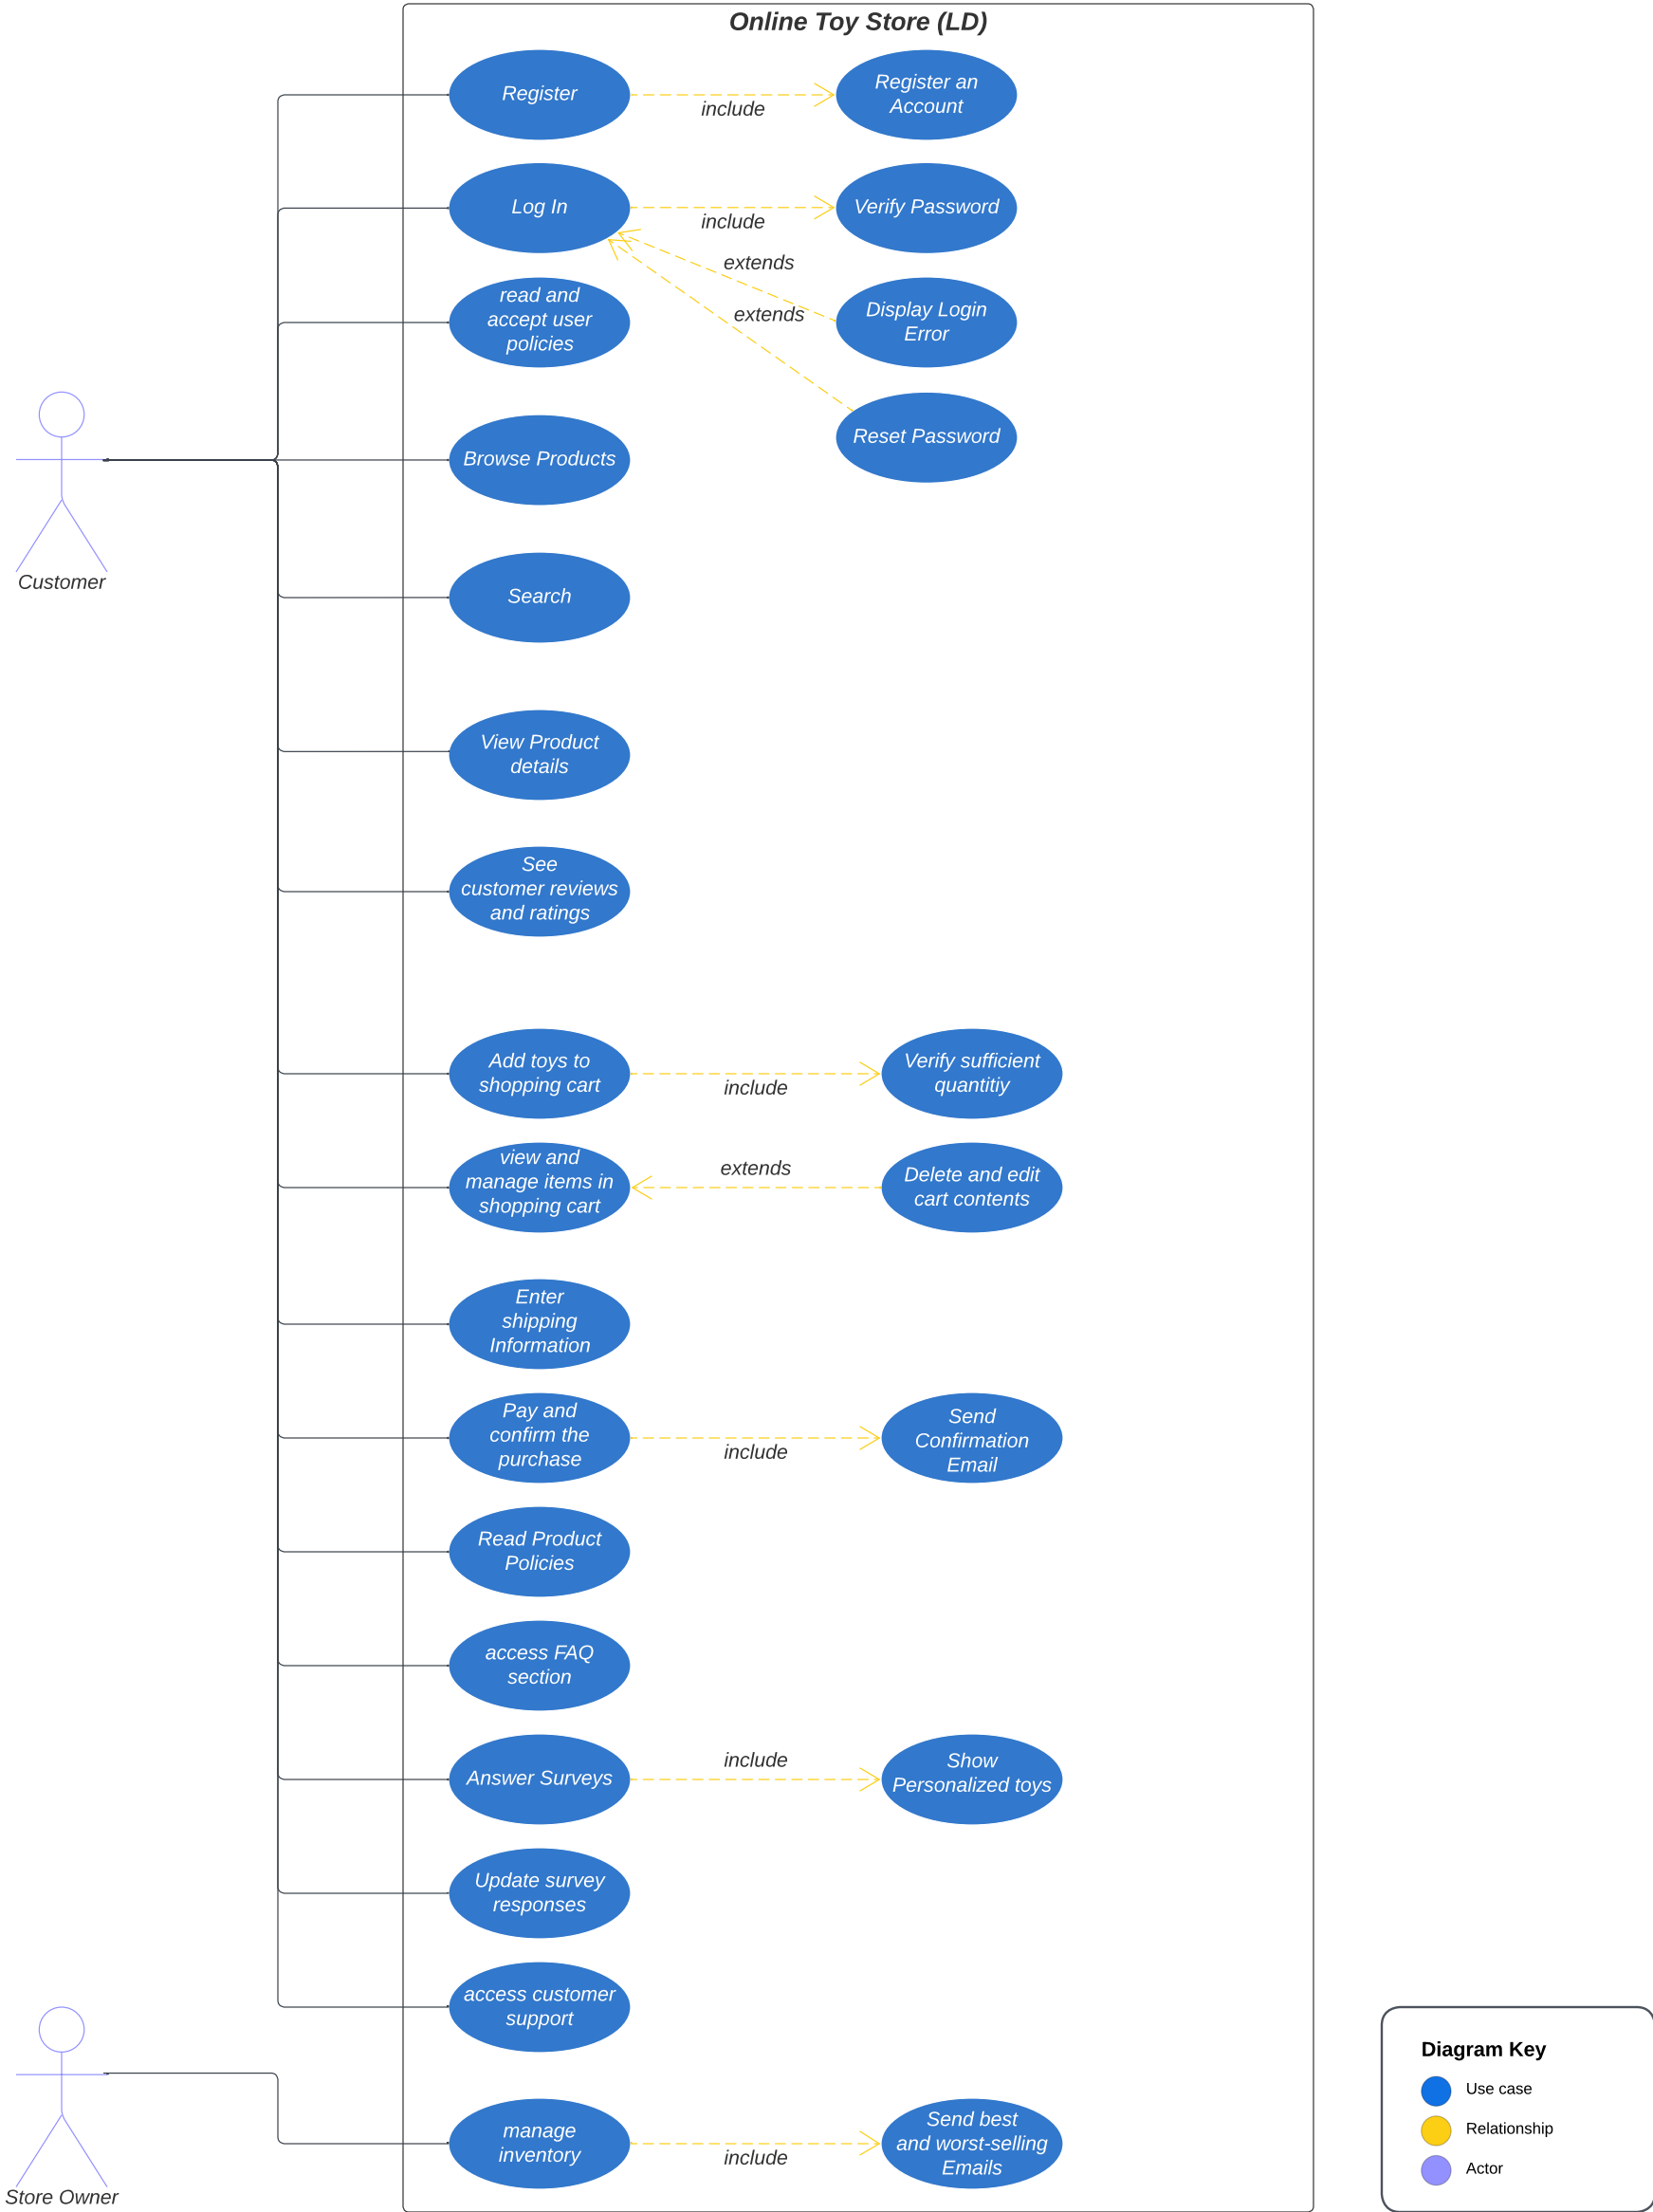 Online Toy Store (LD)
Register
include
Register an
Account
Log In
include
Verify Password
extends
read and
accept user
policies
extends
Display Login
Error
Reset Password
Browse Products
Customer
Search
View Product
details
See
customer reviews
and ratings
Add toys to
shopping cart
include
Verify sufficient
quantitiy
view and
manage items in
shopping cart
extends
Delete and edit
cart contents
Enter
shipping
Information
Pay and
confirm the
purchase
include
Send
Confirmation
Email
Read Product
Policies
access FAQ
section
Answer Surveys
include
Show
Personalized toys
Update survey
responses
access customer
support
Store Owner
manage
inventory
include
Send best
and worst-selling
Emails
Diagram Key
Use case
Relationship
Actor